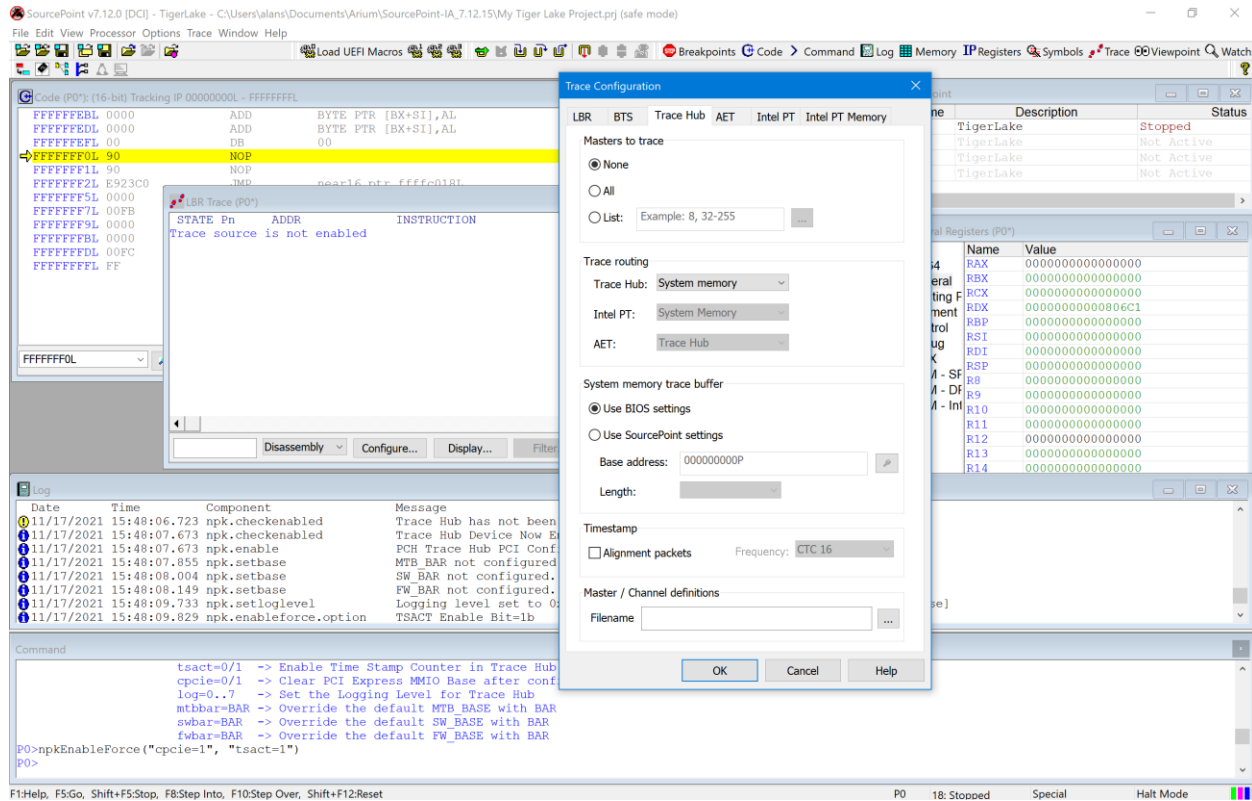 SourcePoint v7.12.0 [DCI] - TigerLake - C:\Users\alans\Documents\Arium\SourcePoint-IA_7.12.15\My Tiger Lake Project.prj (safe mode)
File Edit View Processor Options Trace Window Help
Load UEFI Macros Breakpoints Code Command Log Memory IP Registers Symbols Trace Viewpoint Watch
Code (P0*): (16-bit) Tracking IP 00000000L - FFFFFFFFL
FFFFFFEBL 0000 ADD BYTE PTR [BX+SI],AL
FFFFFFEDL 0000 ADD BYTE PTR [BX+SI],AL
FFFFFFEFL 00 DB 00
FFFFFFF0L 90 NOP
FFFFFFF1L 90 NOP
FFFFFFF2L E923C0 JMP near16 ptr ffffc018L
FFFFFFF5L 0000
FFFFFFF7L 00FB
FFFFFFF9L 0000
FFFFFFFBL 0000
FFFFFFFDL 00FC
FFFFFFFFL FF
FFFFFFF0L
LBR Trace (P0*)
STATE Pn ADDR INSTRUCTION
Trace source is not enabled
Disassembly Configure... Display... Filter
Trace Configuration
LBR BTS Trace Hub AET Intel PT Intel PT Memory
Masters to trace
None
All
List: Example: 8, 32-255 ...
Trace routing
Trace Hub: System memory
Intel PT: System Memory
AET: Trace Hub
System memory trace buffer
Use BIOS settings
Use SourcePoint settings
Base address: 000000000P
Length:
Timestamp
Alignment packets Frequency: CTC 16
Master / Channel definitions
Filename ...
OK Cancel Help
point
me Description Status
TigerLake Stopped
TigerLake Not Active
TigerLake Not Active
TigerLake Not Active
ral Registers (P0*)
Name Value
64 RAX 0000000000000000
eral RBX 0000000000000000
ting F RCX 0000000000000000
ment RDX 00000000000806C1
trol RBP 0000000000000000
ug RSI 0000000000000000
X RDI 0000000000000000
M - SF RSP 0000000000000000
M - DF R8 0000000000000000
M - Int R9 0000000000000000
R10 0000000000000000
R11 0000000000000000
R12 0000000000000000
R13 0000000000000000
R14 0000000000000000
Log
Date Time Component Message
11/17/2021 15:48:06.723 npk.checkenabled Trace Hub has not been
11/17/2021 15:48:07.673 npk.checkenabled Trace Hub Device Now E
11/17/2021 15:48:07.673 npk.enable PCH Trace Hub PCI Conf
11/17/2021 15:48:07.855 npk.setbase MTB_BAR not configured
11/17/2021 15:48:08.004 npk.setbase SW_BAR not configured.
11/17/2021 15:48:08.149 npk.setbase FW_BAR not configured.
11/17/2021 15:48:09.733 npk.setloglevel Logging level set to 0 se]
11/17/2021 15:48:09.829 npk.enableforce.option TSACT Enable Bit=1b
Command
tsact=0/1 -> Enable Time Stamp Counter in Trace Hub
cpcie=0/1 -> Clear PCI Express MMIO Base after conf
log=0..7 -> Set the Logging Level for Trace Hub
mtbbar=BAR -> Override the default MTB_BASE with BAR
swbar=BAR -> Override the default SW_BASE with BAR
fwbar=BAR -> Override the default FW_BASE with BAR
P0>npkEnableForce("cpcie=1", "tsact=1")
P0>
F1:Help, F5:Go, Shift+F5:Stop, F8:Step Into, F10:Step Over, Shift+F12:Reset P0 18: Stopped Special Halt Mode